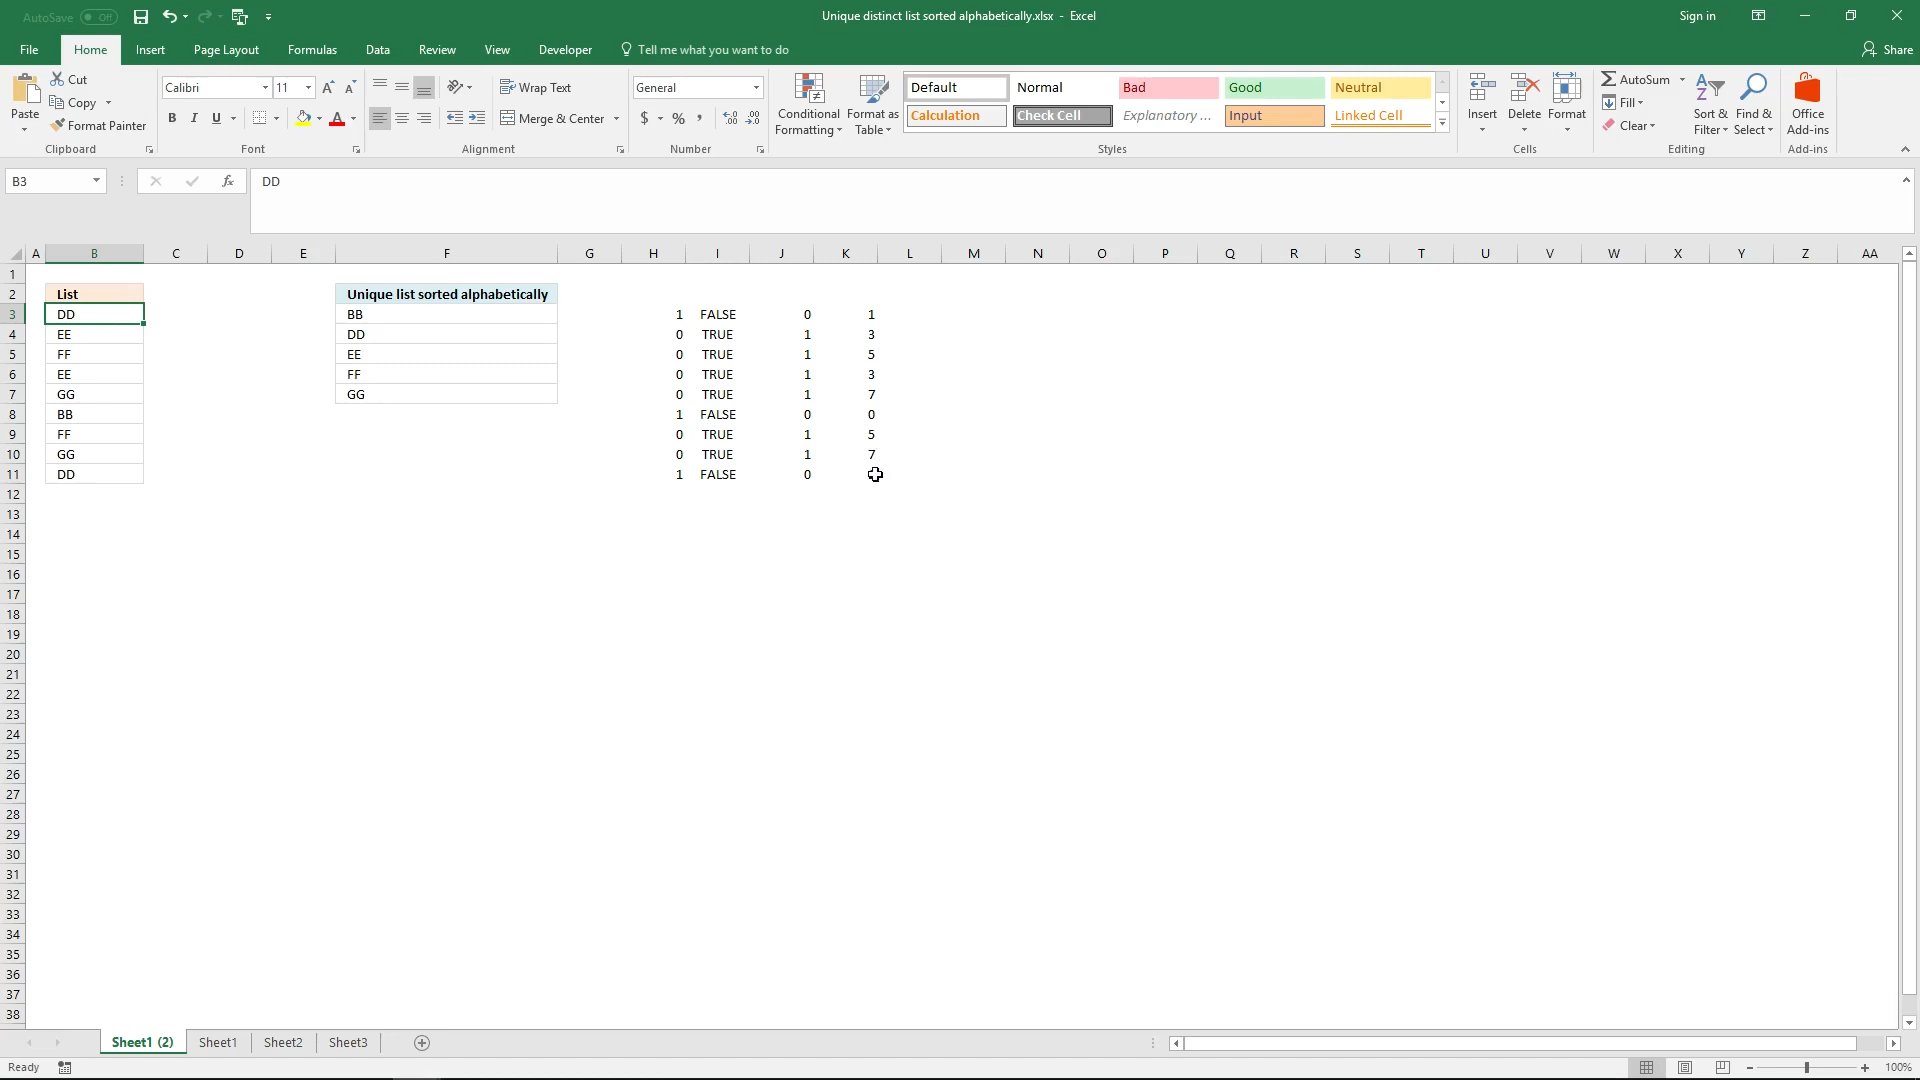 AutoSave Off
Unique distinct list sorted alphabetically.xlsx - Excel
Sign in
File Home Insert Page Layout Formulas Data Review View Developer Tell me what you want to do Share
Paste
Cut
Copy
Format Painter
Clipboard
Calibri 11
B I U A
Font
Wrap Text
Merge & Center
Alignment
General
$ % ,
Number
Conditional Formatting
Format as Table
Default Normal Bad Good Neutral
Calculation Check Cell Explanatory ... Input Linked Cell
Styles
Insert Delete Format
Cells
AutoSum
Fill
Clear
Sort & Filter
Find & Select
Editing
Office Add-ins
Add-ins
B3 fx DD
A B C D E F G H I J K L M N O P Q R S T U V W X Y Z AA
1
2 List Unique list sorted alphabetically
3 DD BB 1 FALSE 0 1
4 EE DD 0 TRUE 1 3
5 FF EE 0 TRUE 1 5
6 EE FF 0 TRUE 1 3
7 GG GG 0 TRUE 1 7
8 BB 1 FALSE 0 0
9 FF 0 TRUE 1 5
10 GG 0 TRUE 1 7
11 DD 1 FALSE 0
12
13
14
15
16
17
18
19
20
21
22
23
24
25
26
27
28
29
30
31
32
33
34
35
36
37
38
Sheet1 (2) Sheet1 Sheet2 Sheet3
Ready
100%